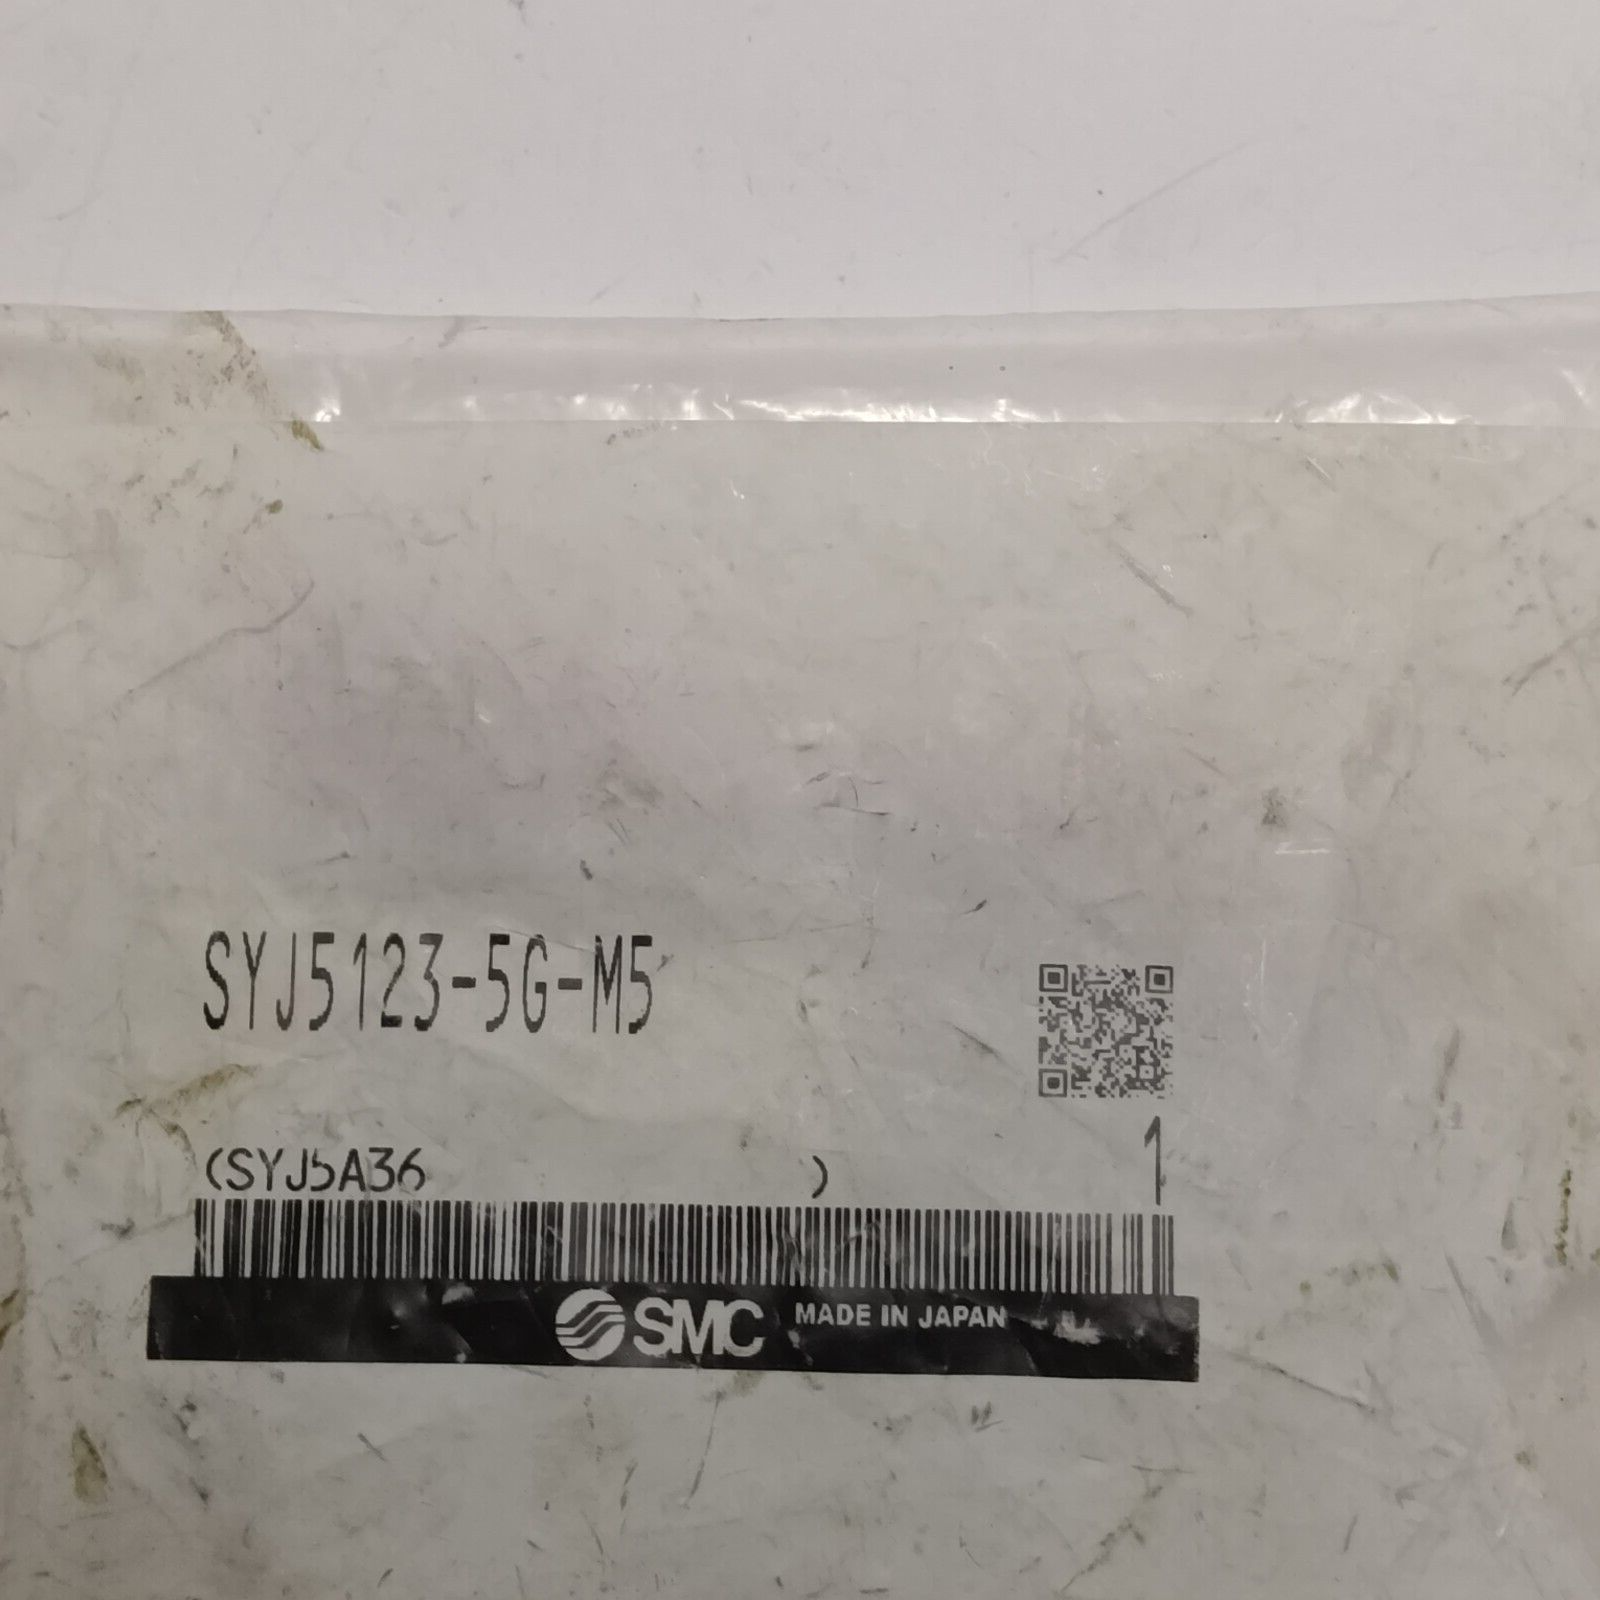 SYJ5123-5G-M5
1
(SYJ5A36 )
SMC MADE IN JAPAN